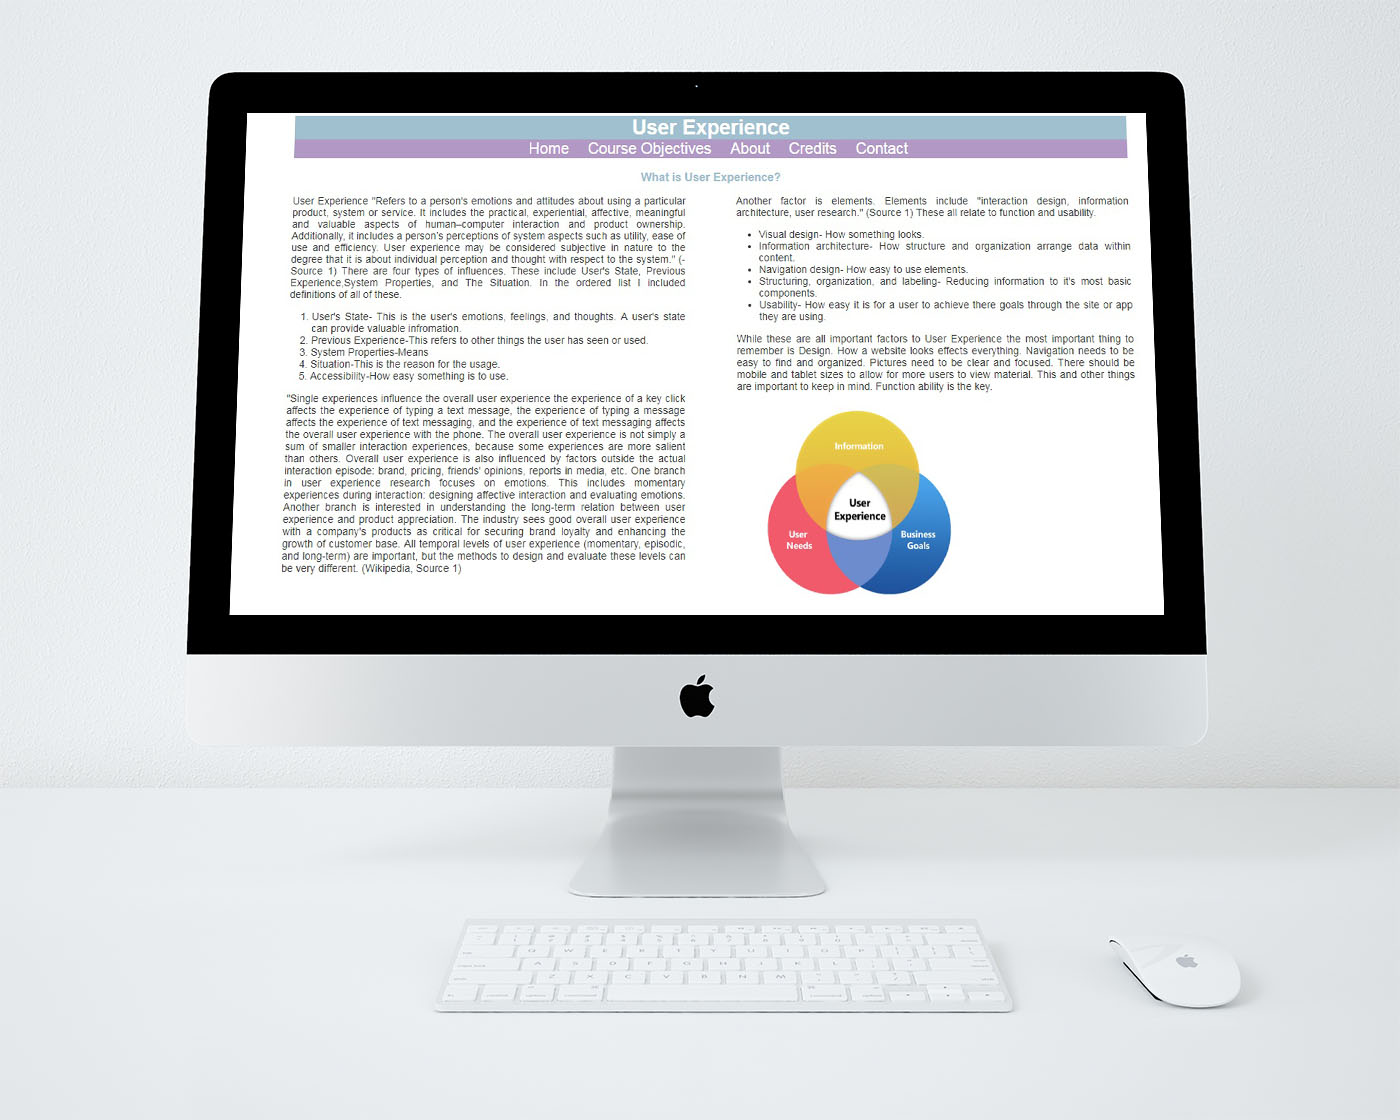 User Experience
Home Course Objectives About Credits Contact
What is User Experience?
User Experience "Refers to a person's emotions and attitudes about using a particular
product, system or service. It includes the practical, experiential, affective, meaningful
and valuable aspects of human–computer interaction and product ownership.
Additionally, it includes a person's perceptions of system aspects such as utility, ease of
use and efficiency. User experience may be considered subjective in nature to the
degree that it is about individual perception and thought with respect to the system." (-
Source 1) There are four types of influences. These include User's State, Previous
Experience,System Properties, and The Situation. In the ordered list I included
definitions of all of these.
1. User's State- This is the user's emotions, feelings, and thoughts. A user's state
can provide valuable infromation.
2. Previous Experience-This refers to other things the user has seen or used.
3. System Properties-Means
4. Situation-This is the reason for the usage.
5. Accessibility-How easy something is to use.
"Single experiences influence the overall user experience the experience of a key click
affects the experience of typing a text message, the experience of typing a message
affects the experience of text messaging, and the experience of text messaging affects
the overall user experience with the phone. The overall user experience is not simply a
sum of smaller interaction experiences, because some experiences are more salient
than others. Overall user experience is also influenced by factors outside the actual
interaction episode: brand, pricing, friends' opinions, reports in media, etc. One branch
in user experience research focuses on emotions. This includes momentary
experiences during interaction: designing affective interaction and evaluating emotions.
Another branch is interested in understanding the long-term relation between user
experience and product appreciation. The industry sees good overall user experience
with a company's products as critical for securing brand loyalty and enhancing the
growth of customer base. All temporal levels of user experience (momentary, episodic,
and long-term) are important, but the methods to design and evaluate these levels can
be very different. (Wikipedia, Source 1)
Another factor is elements. Elements include "interaction design, information
architecture, user research." (Source 1) These all relate to function and usability.
• Visual design- How something looks.
• Information architecture- How structure and organization arrange data within
content.
• Navigation design- How easy to use elements.
• Structuring, organization, and labeling- Reducing information to it's most basic
components.
• Usability- How easy it is for a user to achieve there goals through the site or app
they are using.
While these are all important factors to User Experience the most important thing to
remember is Design. How a website looks effects everything. Navigation needs to be
easy to find and organized. Pictures need to be clear and focused. There should be
mobile and tablet sizes to allow for more users to view material. This and other things
are important to keep in mind. Function ability is the key.
Information
User
Experience
User
Needs
Business
Goals
Q W E R T Y U I O P
A S D F G H J K L
Z X C V B N M